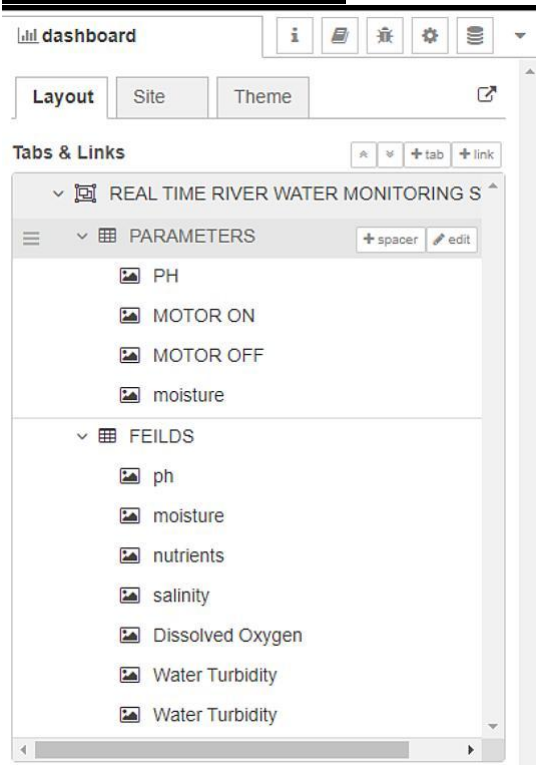 dashboard
Layout Site Theme
Tabs & Links +tab +link
REAL TIME RIVER WATER MONITORING S
PARAMETERS +spacer edit
PH
MOTOR ON
MOTOR OFF
moisture
FEILDS
ph
moisture
nutrients
salinity
Dissolved Oxygen
Water Turbidity
Water Turbidity